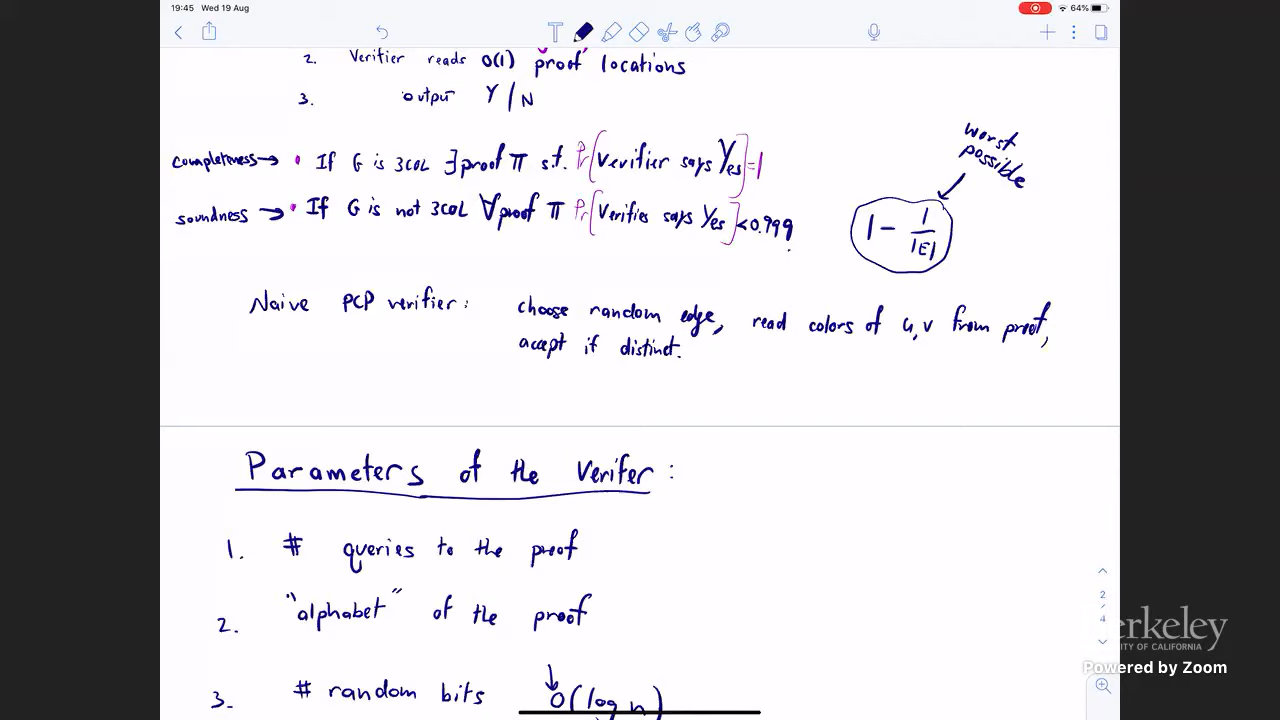 19:45 Wed 19 Aug
64%
2. Verifier reads O(1) proof locations
3. output Y/N
completeness → • If G is 3COL ∃ proof π s.t. Pr[Verifier says Yes] = 1
soundness → • If G is not 3COL ∀ proof π Pr[Verifies says Yes] < 0.999
worst possible
1 - 1/|E|
Naive PCP verifier: choose random edge, read colors of u,v from proof,
accept if distinct.
Parameters of the Verifer:
1. # queries to the proof
2. "alphabet" of the proof
3. # random bits O(log n)
2
/
4
Berkeley
UNIVERSITY OF CALIFORNIA
Powered by Zoom